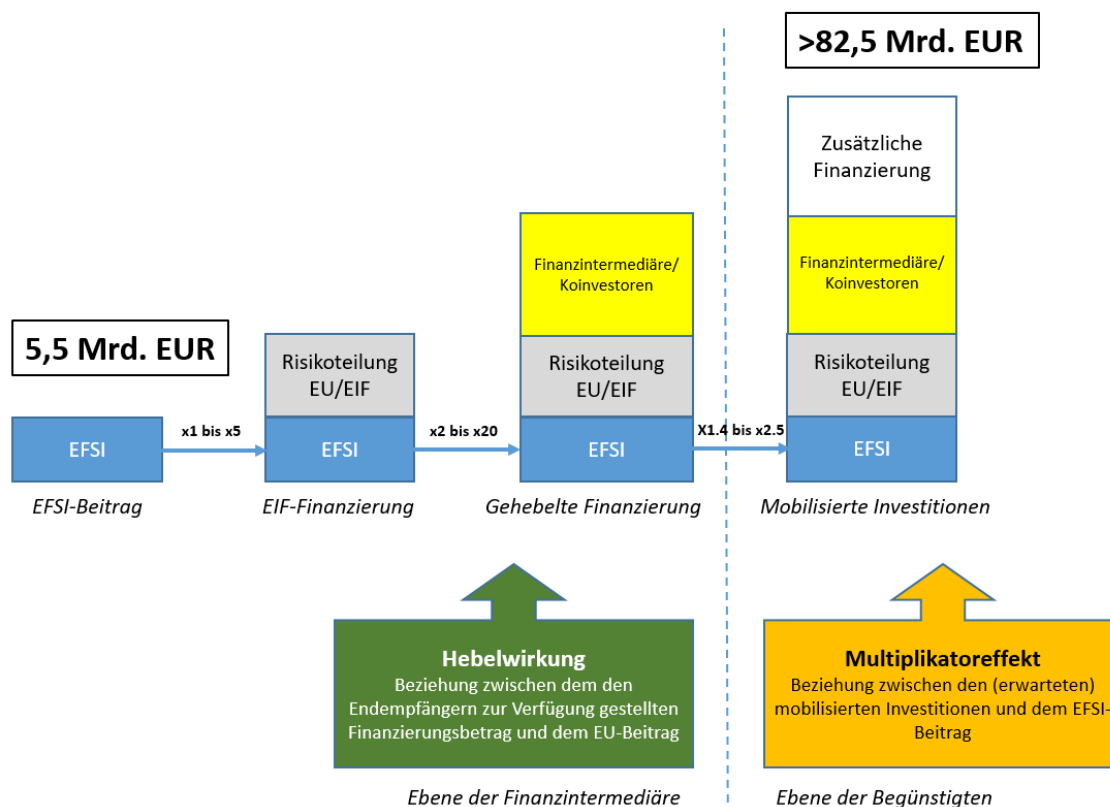 >82,5 Mrd. EUR
Zusätzliche
Finanzierung
Finanzintermediäre/
Koinvestoren
Finanzintermediäre/
Koinvestoren
5,5 Mrd. EUR
Risikoteilung
EU/EIF
Risikoteilung
EU/EIF
Risikoteilung
EU/EIF
EFSI
x1 bis x5
EFSI
x2 bis x20
EFSI
X1.4 bis x2.5
EFSI
EFSI-Beitrag
EIF-Finanzierung
Gehebelte Finanzierung
Mobilisierte Investitionen
Hebelwirkung
Beziehung zwischen dem den
Endempfängern zur Verfügung gestellten
Finanzierungsbetrag und dem EU-Beitrag
Multiplikatoreffekt
Beziehung zwischen den (erwarteten)
mobilisierten Investitionen und dem EFSI-
Beitrag
Ebene der Finanzintermediäre
Ebene der Begünstigten